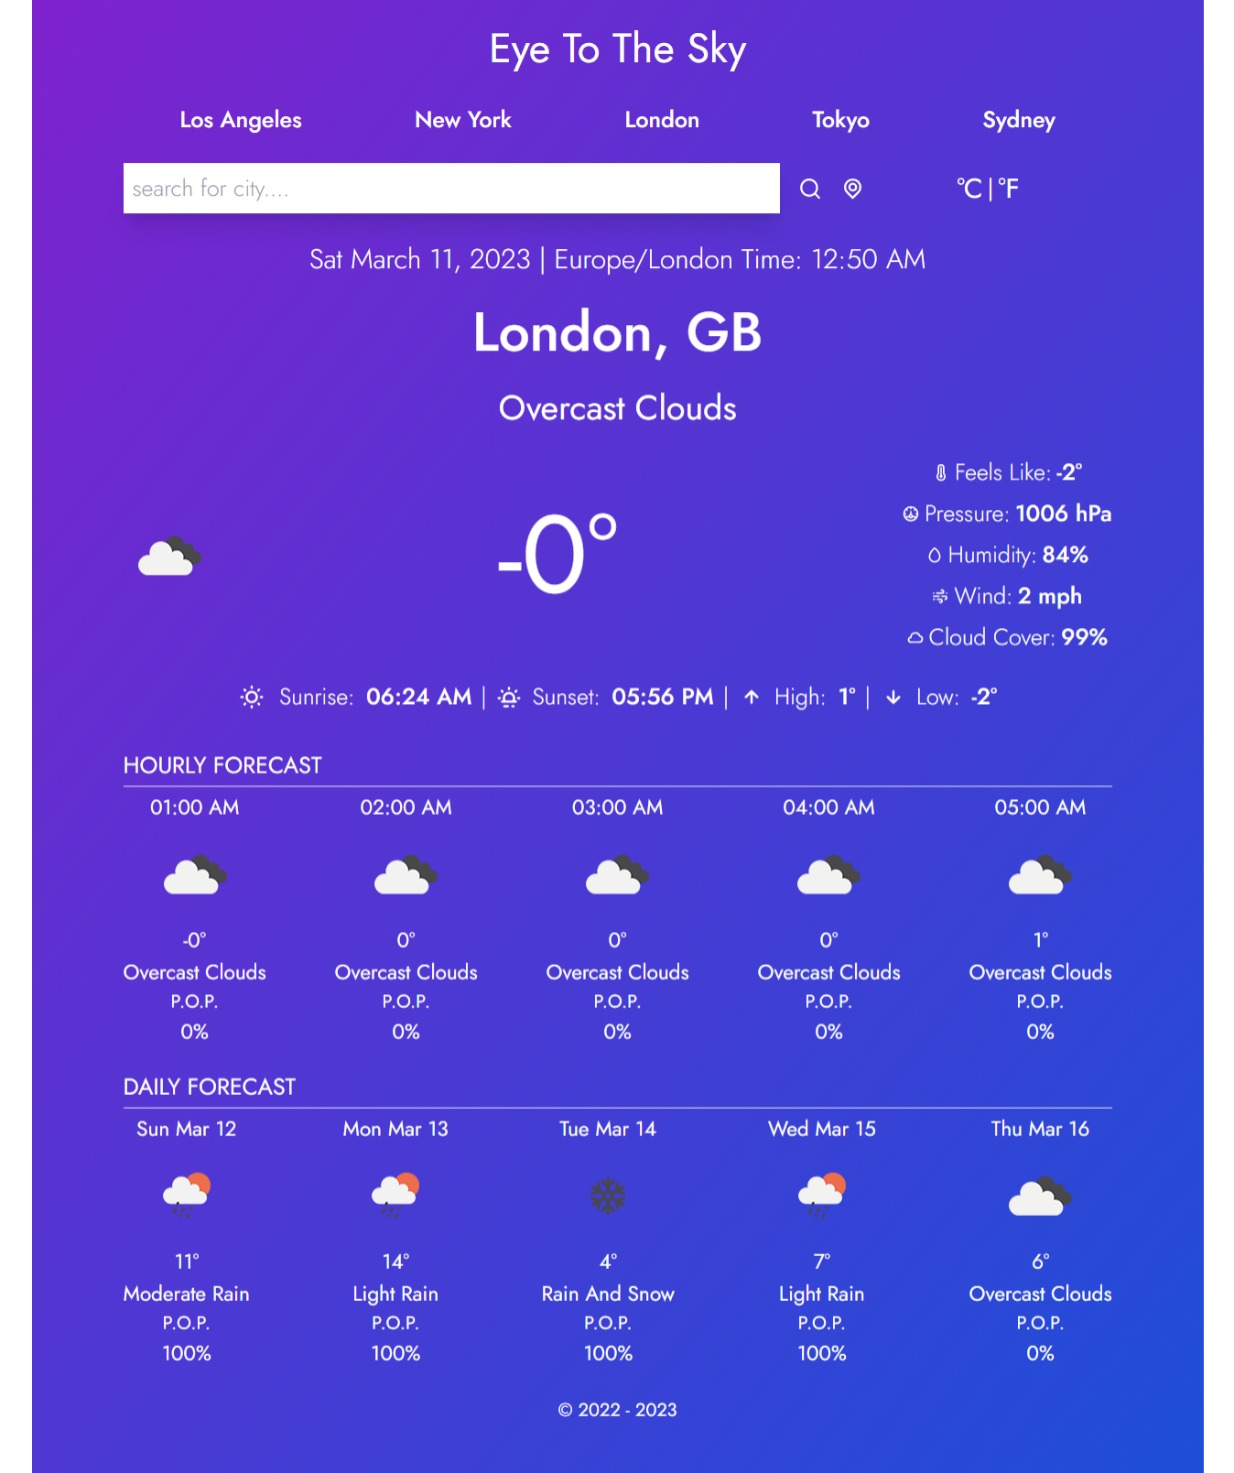 Eye To The Sky
Los Angeles New York London Tokyo Sydney
search for city.... °C | °F
Sat March 11, 2023 | Europe/London Time: 12:50 AM
London, GB
Overcast Clouds
-0°
Feels Like: -2°
Pressure: 1006 hPa
Humidity: 84%
Wind: 2 mph
Cloud Cover: 99%
Sunrise: 06:24 AM | Sunset: 05:56 PM | High: 1° | Low: -2°
HOURLY FORECAST
01:00 AM 02:00 AM 03:00 AM 04:00 AM 05:00 AM
-0° 0° 0° 0° 1°
Overcast Clouds Overcast Clouds Overcast Clouds Overcast Clouds Overcast Clouds
P.O.P. P.O.P. P.O.P. P.O.P. P.O.P.
0% 0% 0% 0% 0%
DAILY FORECAST
Sun Mar 12 Mon Mar 13 Tue Mar 14 Wed Mar 15 Thu Mar 16
11° 14° 4° 7° 6°
Moderate Rain Light Rain Rain And Snow Light Rain Overcast Clouds
P.O.P. P.O.P. P.O.P. P.O.P. P.O.P.
100% 100% 100% 100% 0%
© 2022 - 2023